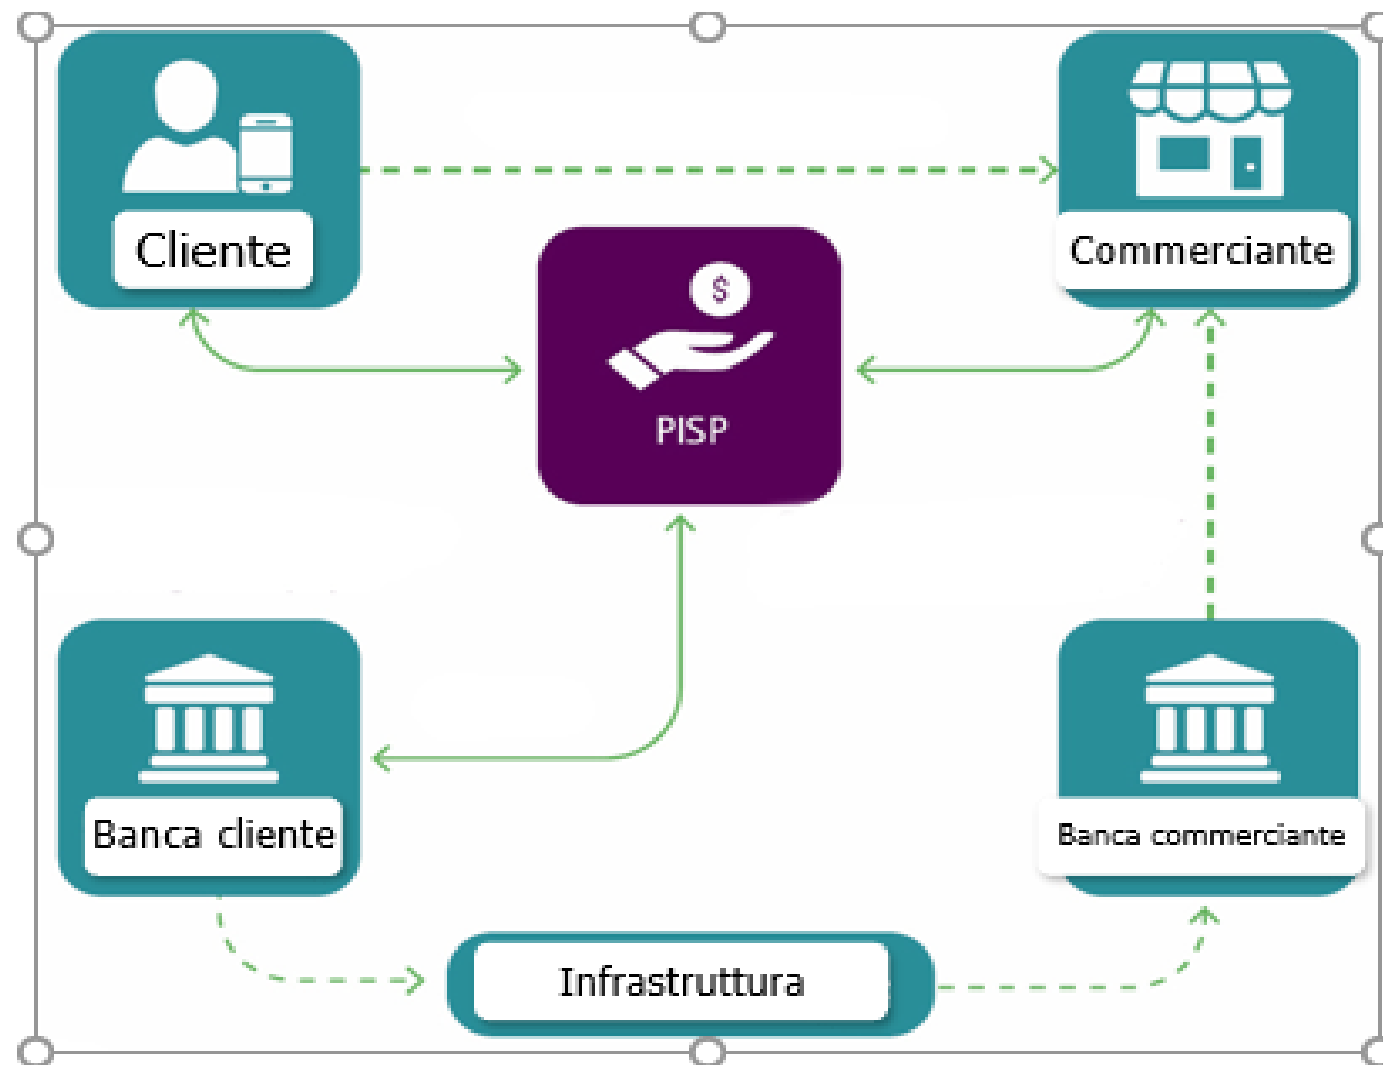 Cliente
Commerciante
$
PISP
Banca cliente
Banca commerciante
Infrastruttura